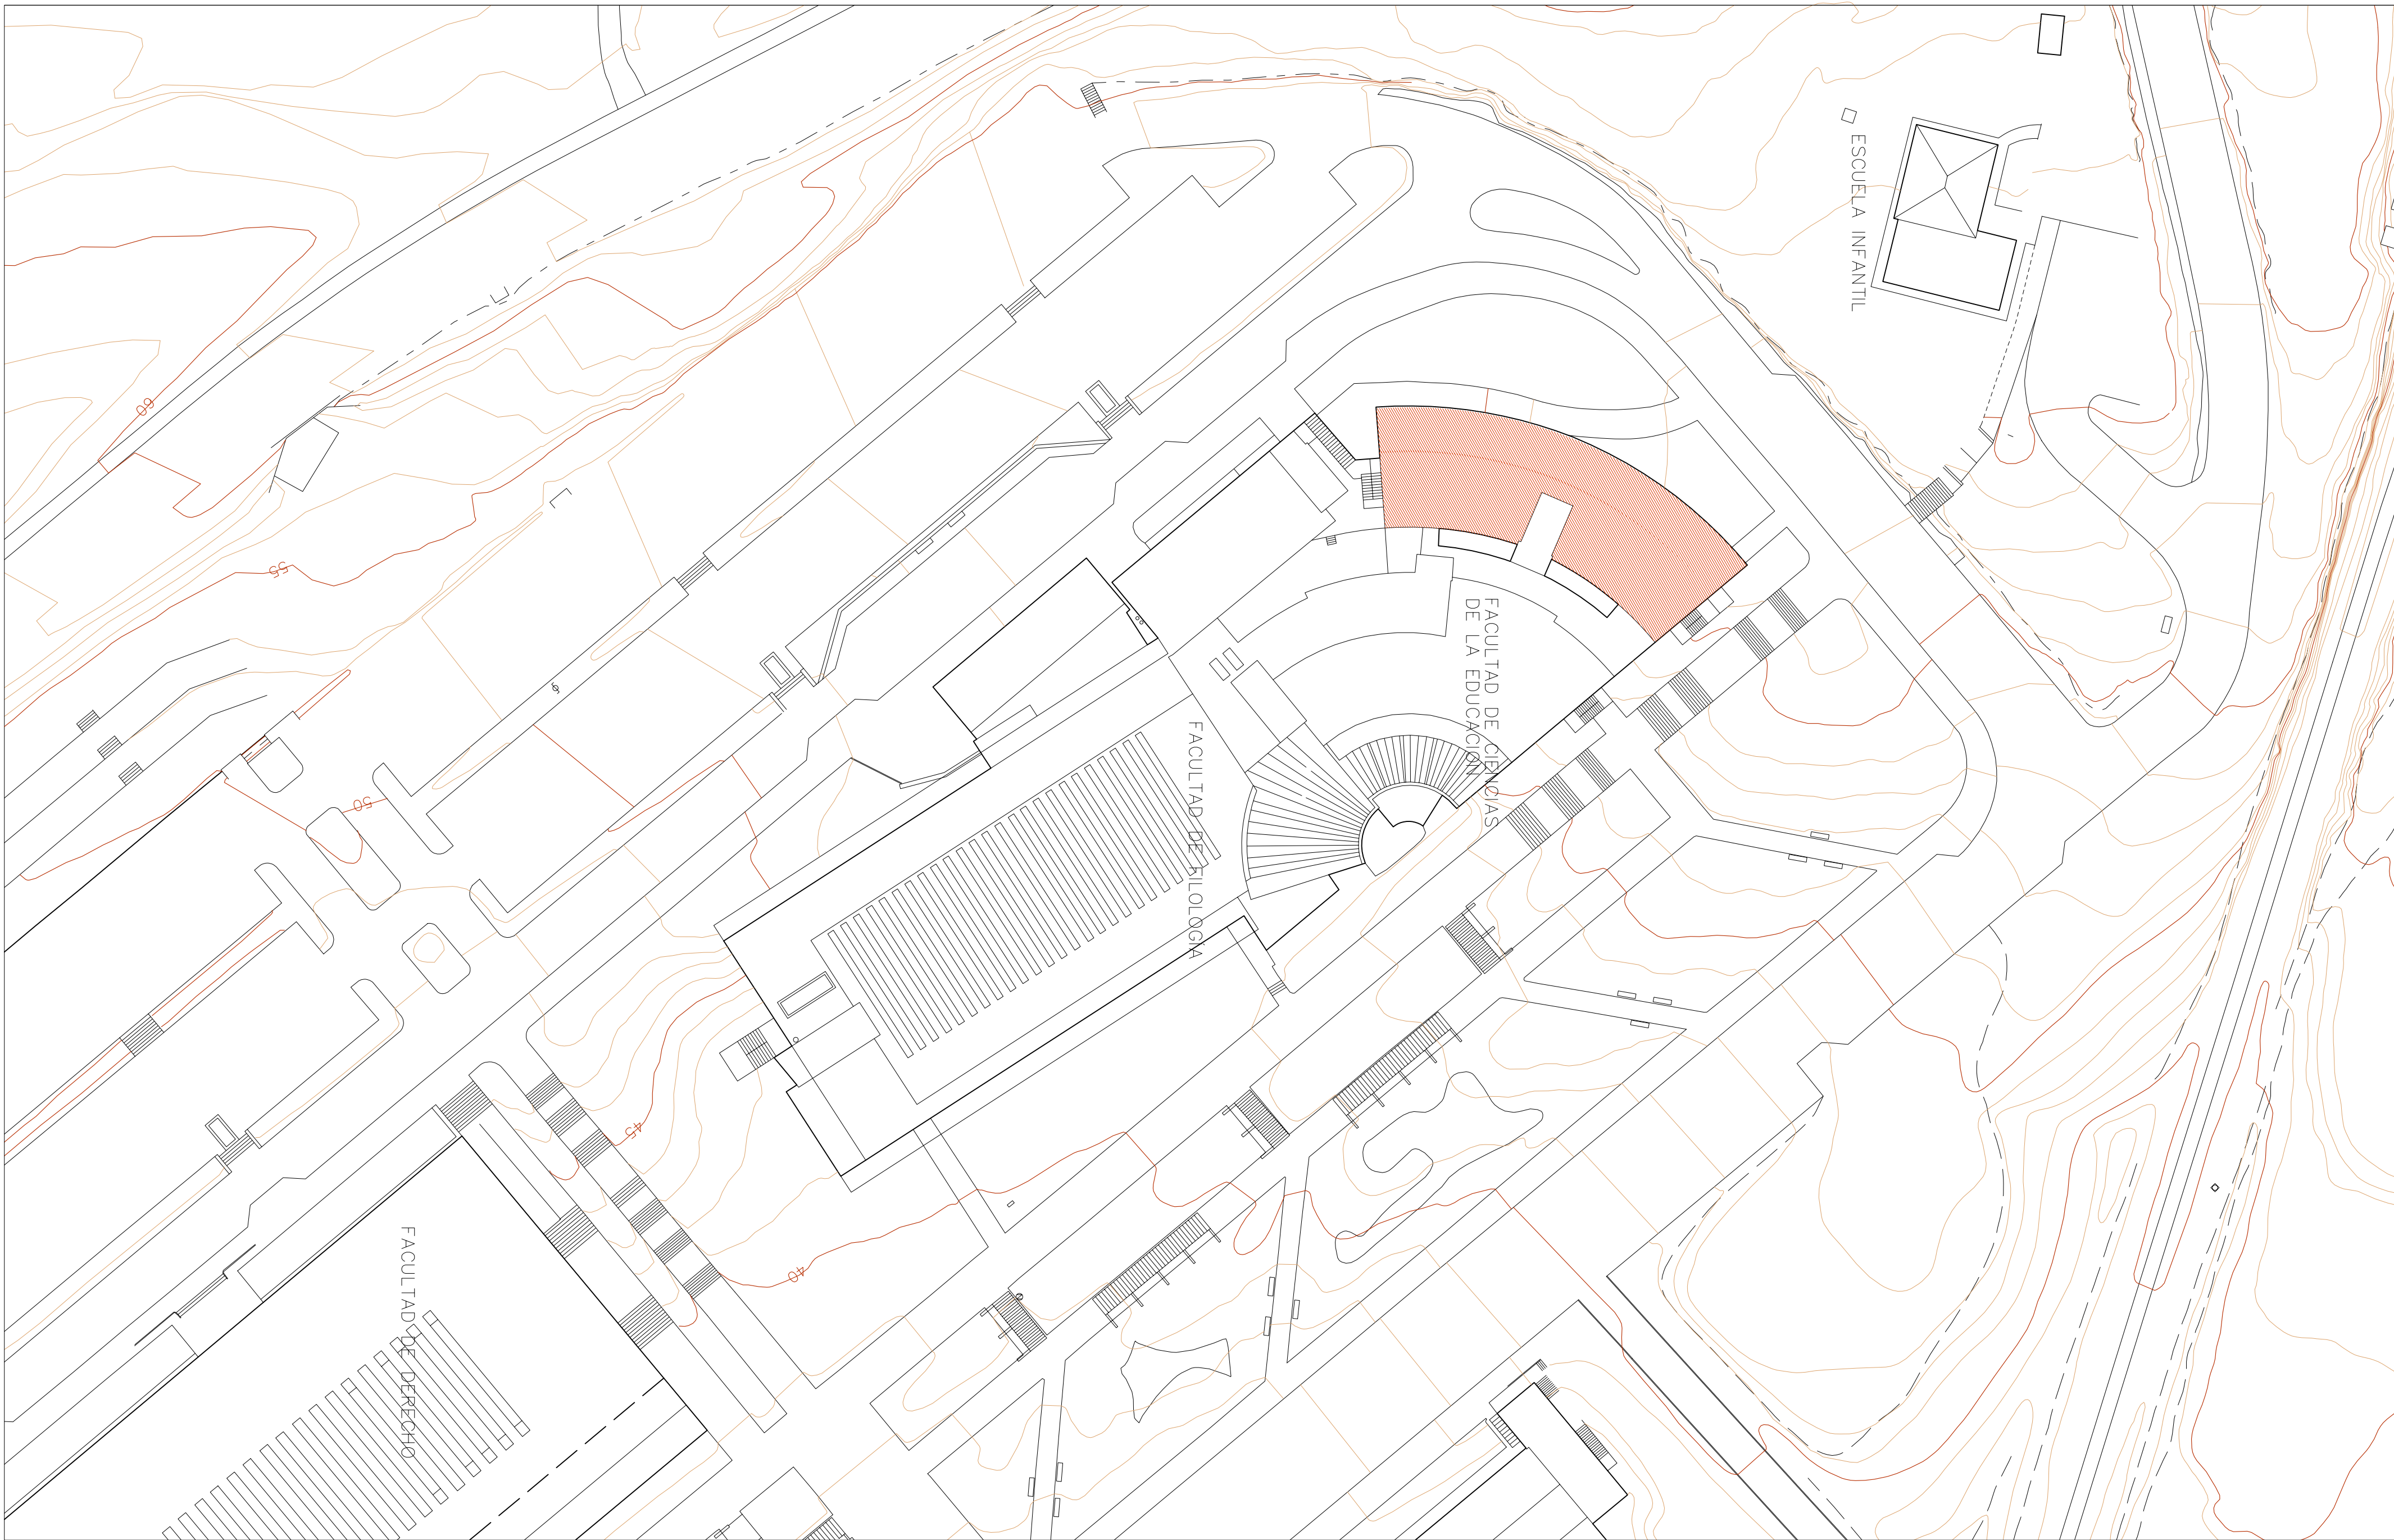 ESCUELA INFANTIL
60
55
FACULTAD DE CIENCIAS
DE LA EDUCACIÓN
FACULTAD DE FILOLOGÍA
50
45
40
FACULTAD DE DERECHO